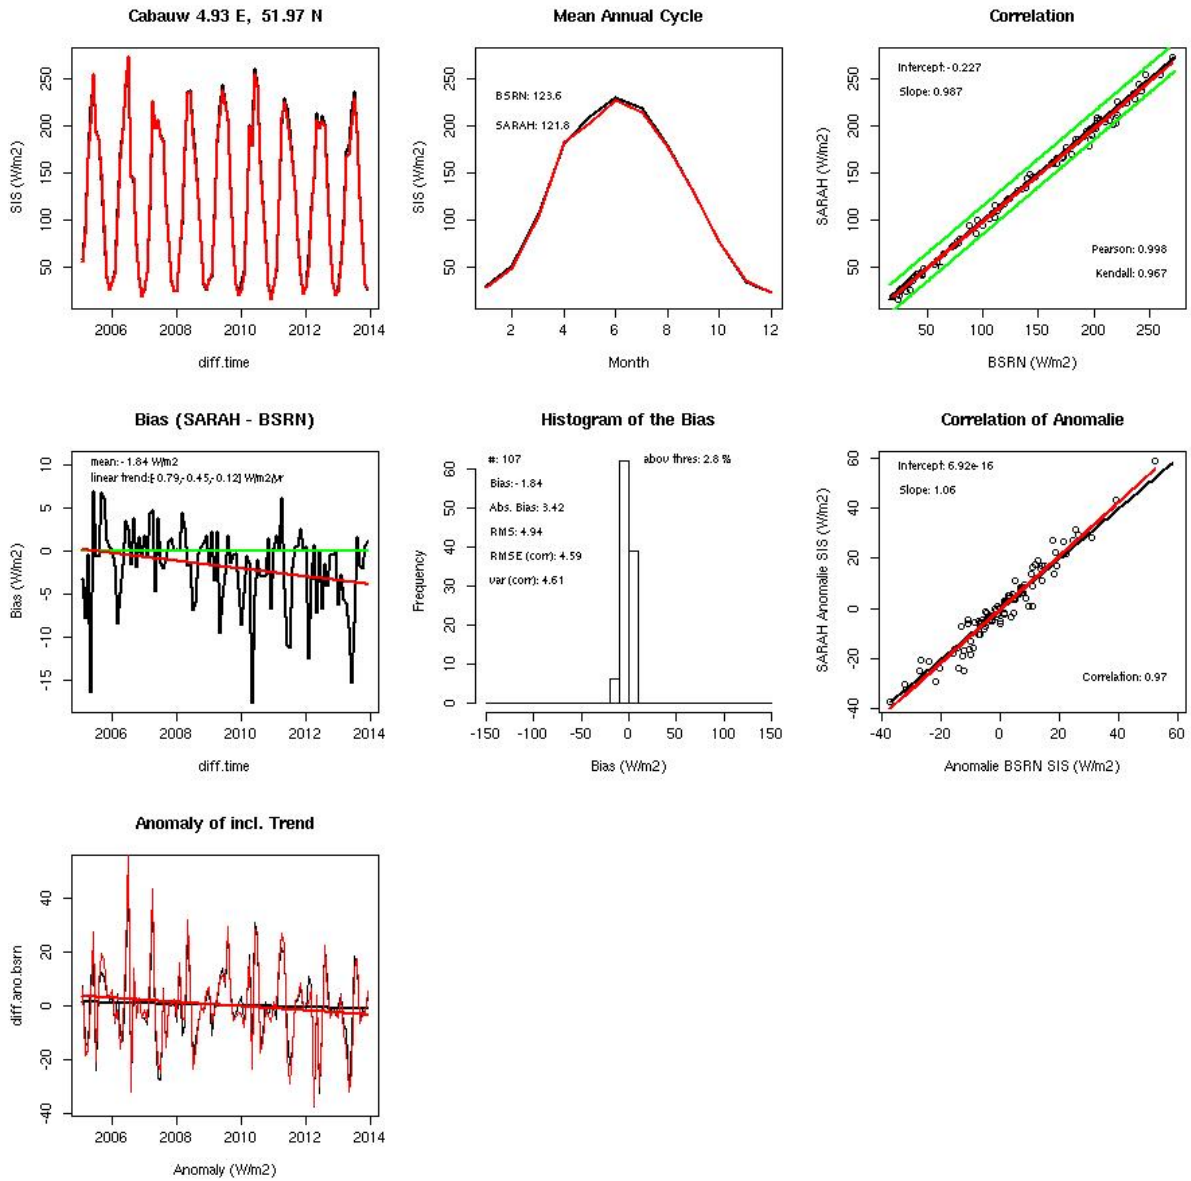 Cabauw 4.93 E, 51.97 N
SIS (W/m2)
50
100
150
200
250
2006
2008
2010
2012
2014
diff.time
Mean Annual Cycle
BSRN: 123.6
SARAH: 121.8
SIS (W/m2)
50
100
150
200
250
2
4
6
8
10
12
Month
Correlation
Intercept: -0.227
Slope: 0.987
Pearson: 0.998
Kendall: 0.967
SARAH (W/m2)
50
100
150
200
250
50
100
150
200
250
BSRN (W/m2)
Bias (SARAH - BSRN)
mean: -1.84 W/m2
linear trend:[-0.79,-0.45,-0.12] W/m2/yr
Bias (W/m2)
10
5
0
-5
-10
-15
2006
2008
2010
2012
2014
diff.time
Histogram of the Bias
#: 107
abov thres: 2.8 %
Bias: -1.84
Abs. Bias: 3.42
RMS: 4.94
RMSE (corr): 4.59
var (corr): 4.61
Frequency
0
10
20
30
40
50
60
-150
-100
-50
0
50
100
150
Bias (W/m2)
Correlation of Anomalie
Intercept: 6.92e-16
Slope: 1.06
Correlation: 0.97
SARAH Anomalie SIS (W/m2)
-40
-20
0
20
40
60
-40
-20
0
20
40
60
Anomalie BSRN SIS (W/m2)
Anomaly of incl. Trend
diff.ano.bsrn
-40
-20
0
20
40
2006
2008
2010
2012
2014
Anomaly (W/m2)